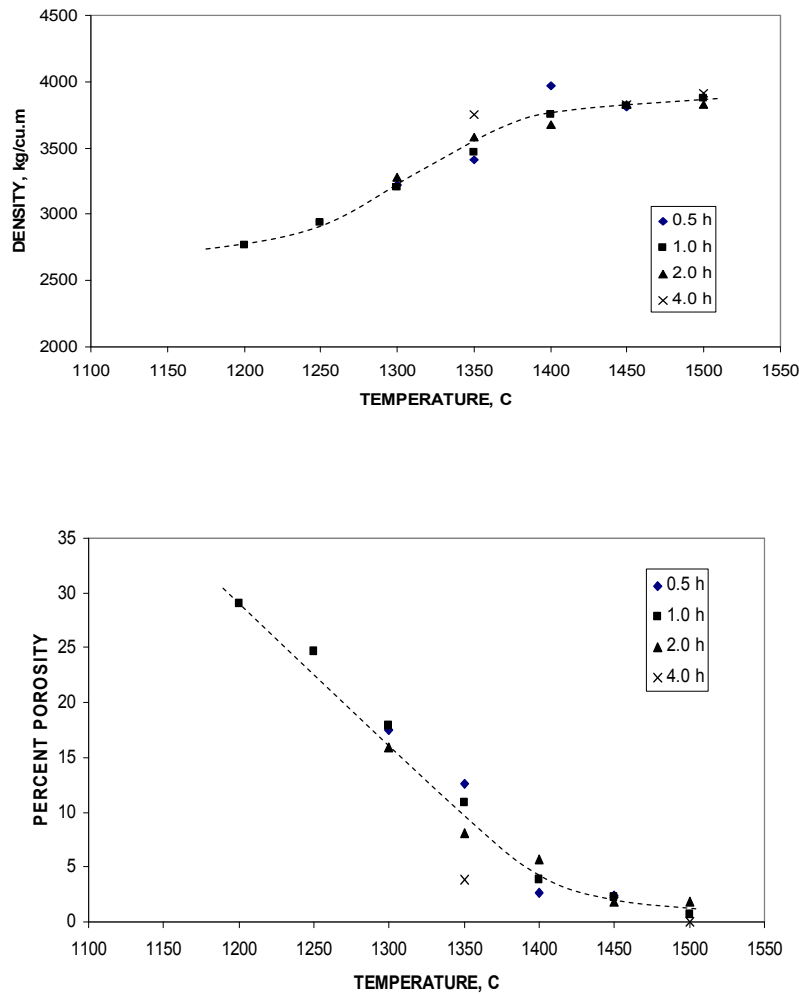 4500
4000
3500
3000
2500
2000
DENSITY, kg/cu.m
0.5 h
1.0 h
2.0 h
4.0 h
1100 1150 1200 1250 1300 1350 1400 1450 1500 1550
TEMPERATURE, C
35
30
25
20
15
10
5
0
PERCENT POROSITY
0.5 h
1.0 h
2.0 h
4.0 h
1100 1150 1200 1250 1300 1350 1400 1450 1500 1550
TEMPERATURE, C